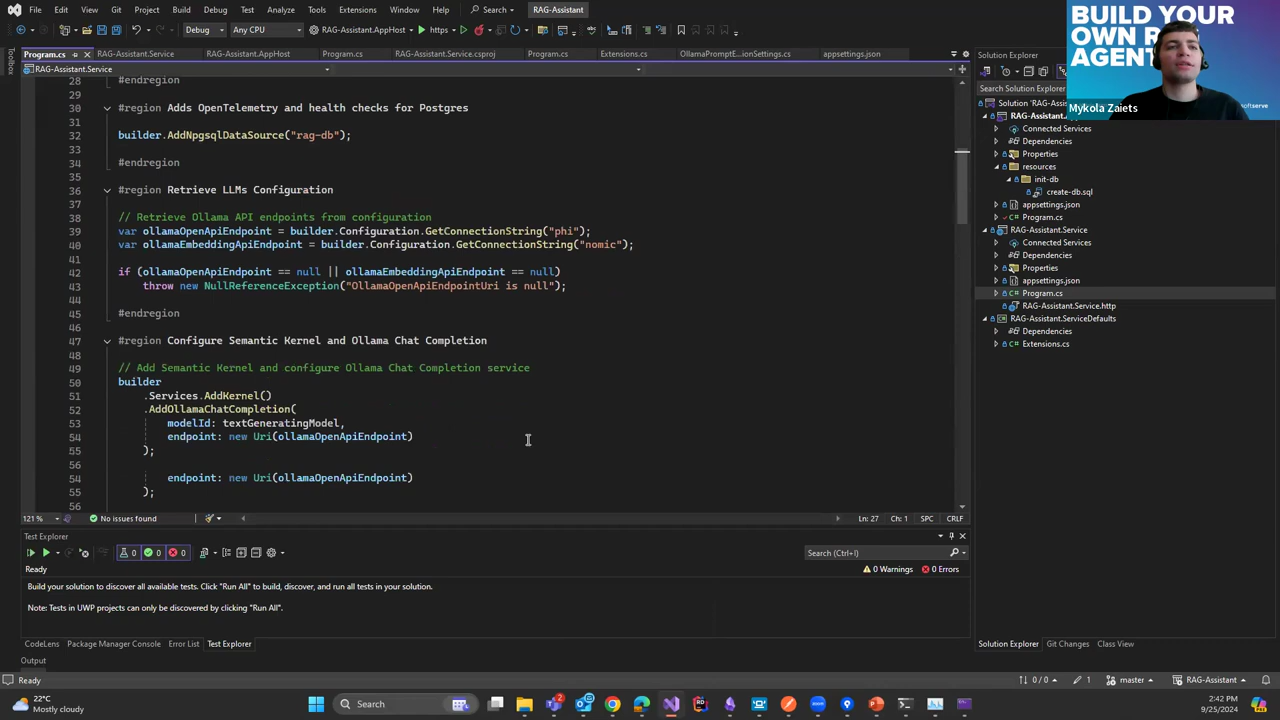 File Edit View Git Project Build Debug Test Analyze Tools Extensions Window Help Search RAG-Assistant
Debug Any CPU RAG-Assistant.AppHost https
BUILD YOUR
OWN R
AGENT
softserve
Mykola Zaiets
Toolbox
Program.cs RAG-Assistant.Service RAG-Assistant.AppHost Program.cs RAG-Assistant.Service.csproj Program.cs Extensions.cs OllamaPromptE...ionSettings.cs appsettings.json
RAG-Assistant.Service
28 #endregion
29
30 #region Adds OpenTelemetry and health checks for Postgres
31
32 builder.AddNpgsqlDataSource("rag-db");
33
34 #endregion
35
36 #region Retrieve LLMs Configuration
37
38 // Retrieve Ollama API endpoints from configuration
39 var ollamaOpenApiEndpoint = builder.Configuration.GetConnectionString("phi");
40 var ollamaEmbeddingApiEndpoint = builder.Configuration.GetConnectionString("nomic");
41
42 if (ollamaOpenApiEndpoint == null || ollamaEmbeddingApiEndpoint == null)
43 throw new NullReferenceException("OllamaOpenApiEndpointUri is null");
44
45 #endregion
46
47 #region Configure Semantic Kernel and Ollama Chat Completion
48
49 // Add Semantic Kernel and configure Ollama Chat Completion service
50 builder
51 .Services.AddKernel()
52 .AddOllamaChatCompletion(
53 modelId: textGeneratingModel,
54 endpoint: new Uri(ollamaOpenApiEndpoint)
55 );
56
54 endpoint: new Uri(ollamaOpenApiEndpoint)
55 );
56
121 % No issues found Ln: 27 Ch: 1 SPC CRLF
Test Explorer
0 0 0 Search (Ctrl+I)
Ready 0 Warnings 0 Errors
Build your solution to discover all available tests. Click "Run All" to build, discover, and run all tests in your solution.
Note: Tests in UWP projects can only be discovered by clicking "Run All".
CodeLens Package Manager Console Error List Test Explorer
Output
Solution Explorer
Search Solution Explorer
Solution 'RAG-Assistant
RAG-Assistant.
Connected Services
Dependencies
Properties
resources
init-db
create-db.sql
appsettings.json
Program.cs
RAG-Assistant.Service
Connected Services
Dependencies
Properties
appsettings.json
Program.cs
RAG-Assistant.Service.http
RAG-Assistant.ServiceDefaults
Dependencies
Extensions.cs
Solution Explorer Git Changes Class View
Ready 0 / 0 1 master RAG-Assistant
22°C
Mostly cloudy
Search
2:42 PM
9/25/2024